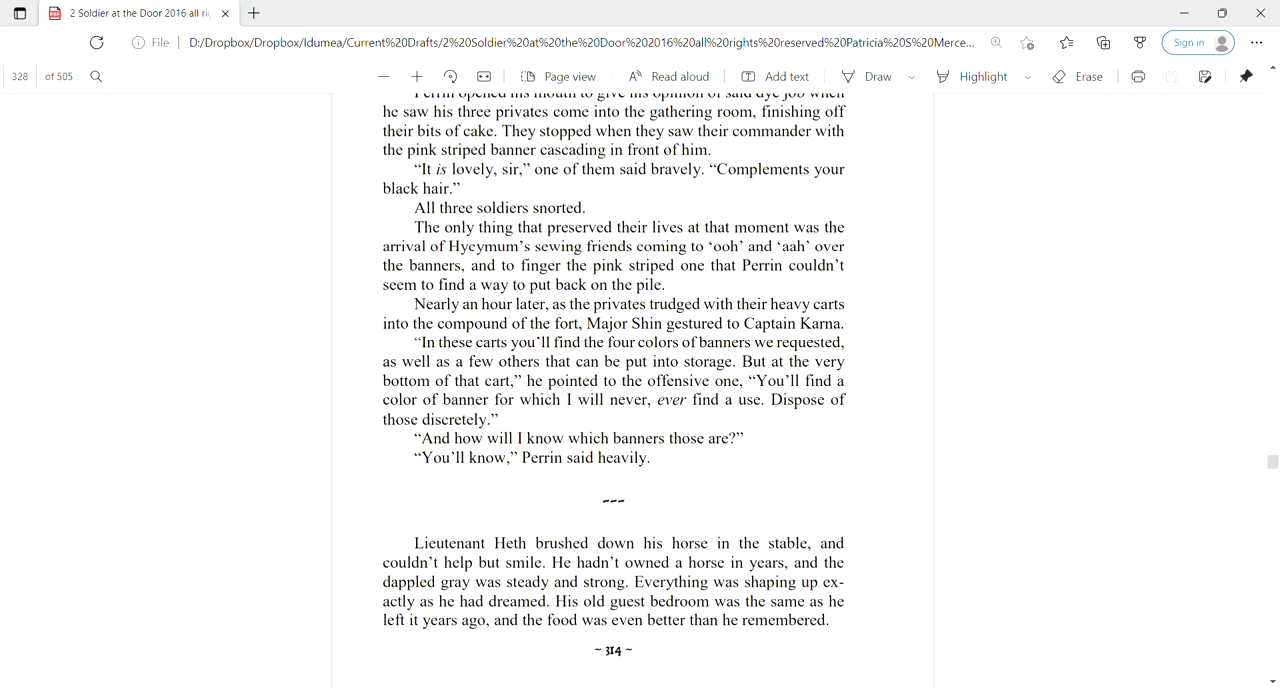 2 Soldier at the Door 2016 all ri
File
D:/Dropbox/Dropbox/Idumea/Current%20Drafts/2%20Soldier%20at%20the%20Door%202016%20all%20rights%20reserved%20Patricia%20S%20Merce...
Sign in
328 of 505
Page view
Read aloud
Add text
Draw
Highlight
Erase
Perrin opened his mouth to give his opinion of said dye job when
he saw his three privates come into the gathering room, finishing off
their bits of cake. They stopped when they saw their commander with
the pink striped banner cascading in front of him.
“It is lovely, sir,” one of them said bravely. “Complements your
black hair.”
All three soldiers snorted.
The only thing that preserved their lives at that moment was the
arrival of Hycymum’s sewing friends coming to ‘ooh’ and ‘aah’ over
the banners, and to finger the pink striped one that Perrin couldn’t
seem to find a way to put back on the pile.
Nearly an hour later, as the privates trudged with their heavy carts
into the compound of the fort, Major Shin gestured to Captain Karna.
“In these carts you’ll find the four colors of banners we requested,
as well as a few others that can be put into storage. But at the very
bottom of that cart,” he pointed to the offensive one, “You’ll find a
color of banner for which I will never, ever find a use. Dispose of
those discretely.”
“And how will I know which banners those are?”
“You’ll know,” Perrin said heavily.
---
Lieutenant Heth brushed down his horse in the stable, and
couldn’t help but smile. He hadn’t owned a horse in years, and the
dappled gray was steady and strong. Everything was shaping up ex-
actly as he had dreamed. His old guest bedroom was the same as he
left it years ago, and the food was even better than he remembered.
~ 314 ~